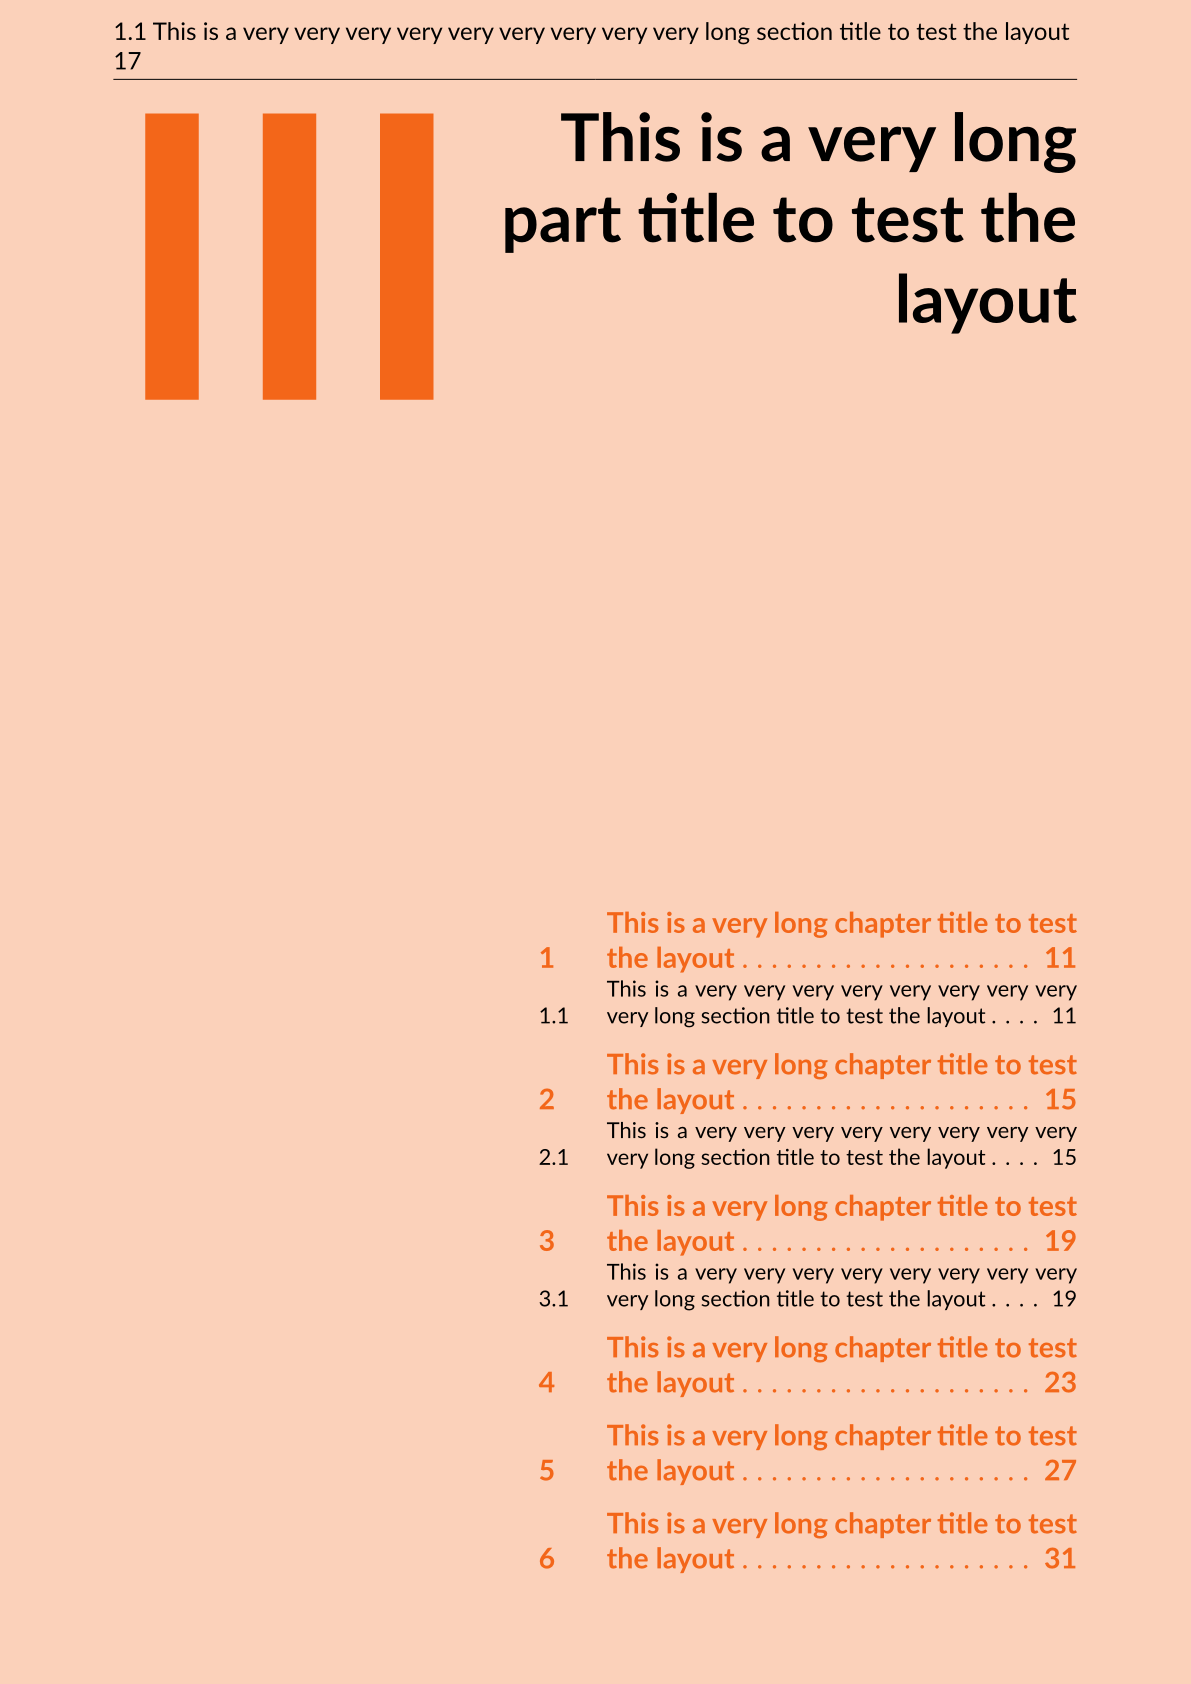 1.1 This is a very very very very very very very very very long section title to test the layout
17
III
This is a very long
part title to test the
layout
This is a very long chapter title to test
1 the layout . . . . . . . . . . . . . . . . . . . . 11
This is a very very very very very very very very
1.1 very long section title to test the layout . . . . 11
This is a very long chapter title to test
2 the layout . . . . . . . . . . . . . . . . . . . . 15
This is a very very very very very very very very
2.1 very long section title to test the layout . . . . 15
This is a very long chapter title to test
3 the layout . . . . . . . . . . . . . . . . . . . . 19
This is a very very very very very very very very
3.1 very long section title to test the layout . . . . 19
This is a very long chapter title to test
4 the layout . . . . . . . . . . . . . . . . . . . . 23
This is a very long chapter title to test
5 the layout . . . . . . . . . . . . . . . . . . . . 27
This is a very long chapter title to test
6 the layout . . . . . . . . . . . . . . . . . . . . 31